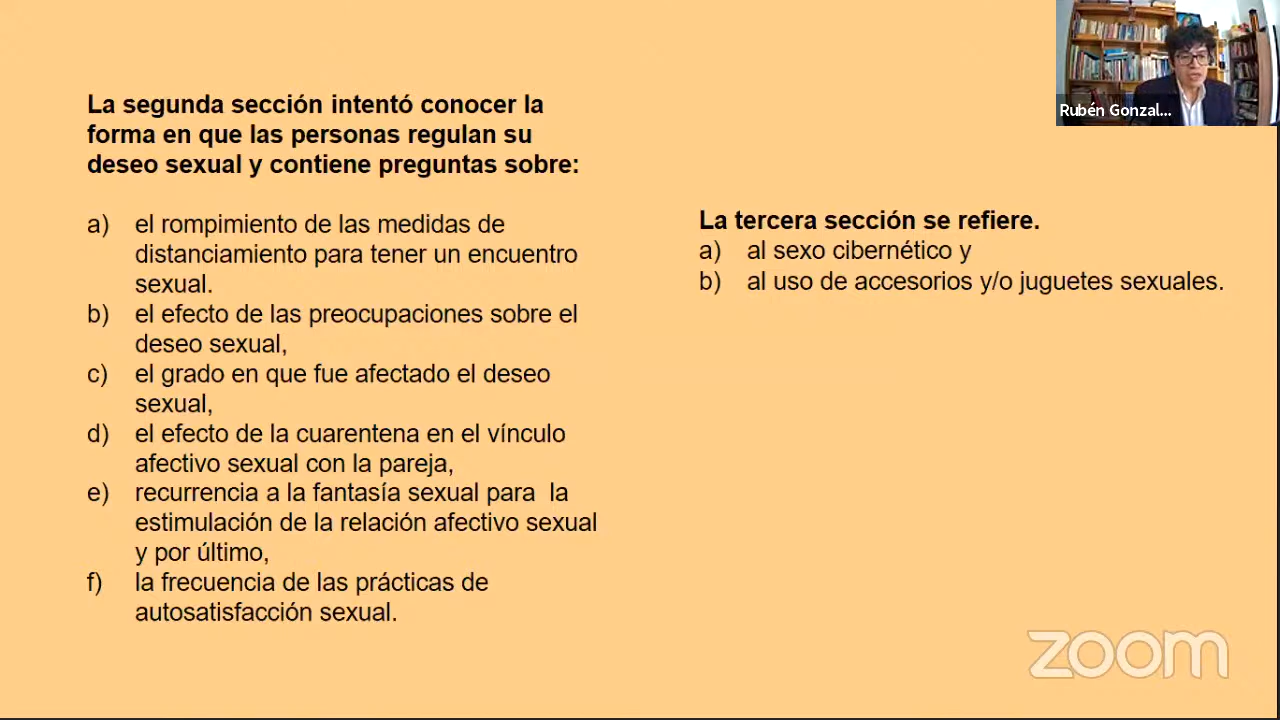 La segunda sección intentó conocer la
forma en que las personas regulan su
deseo sexual y contiene preguntas sobre:
a) el rompimiento de las medidas de
distanciamiento para tener un encuentro
sexual.
b) el efecto de las preocupaciones sobre el
deseo sexual,
c) el grado en que fue afectado el deseo
sexual,
d) el efecto de la cuarentena en el vínculo
afectivo sexual con la pareja,
e) recurrencia a la fantasía sexual para  la
estimulación de la relación afectivo sexual
y por último,
f) la frecuencia de las prácticas de
autosatisfacción sexual.
La tercera sección se refiere.
a) al sexo cibernético y
b) al uso de accesorios y/o juguetes sexuales.
Rubén Gonzal...
zoom